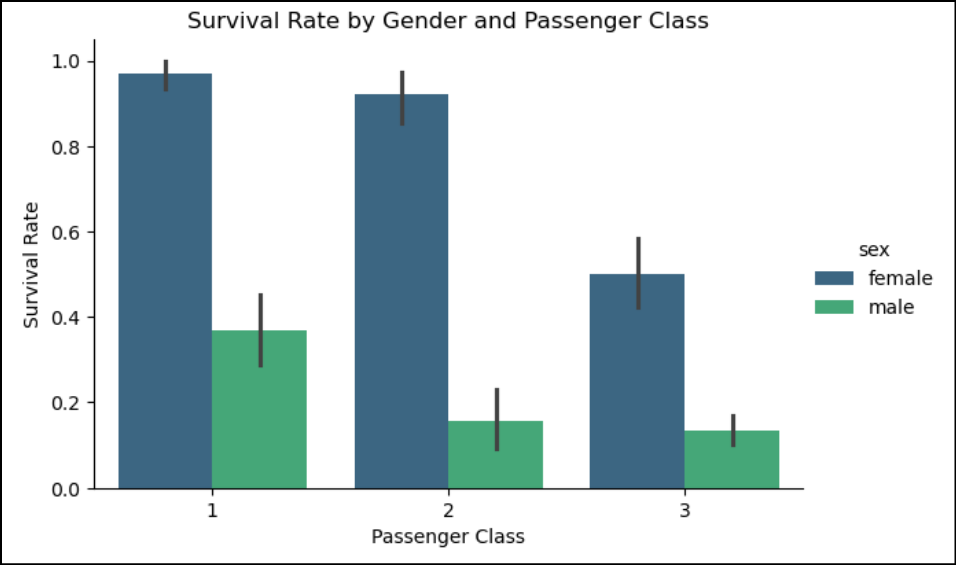 Survival Rate by Gender and Passenger Class
1.0
0.8
0.6
0.4
0.2
0.0
Survival Rate
1 2 3
Passenger Class
sex
female
male